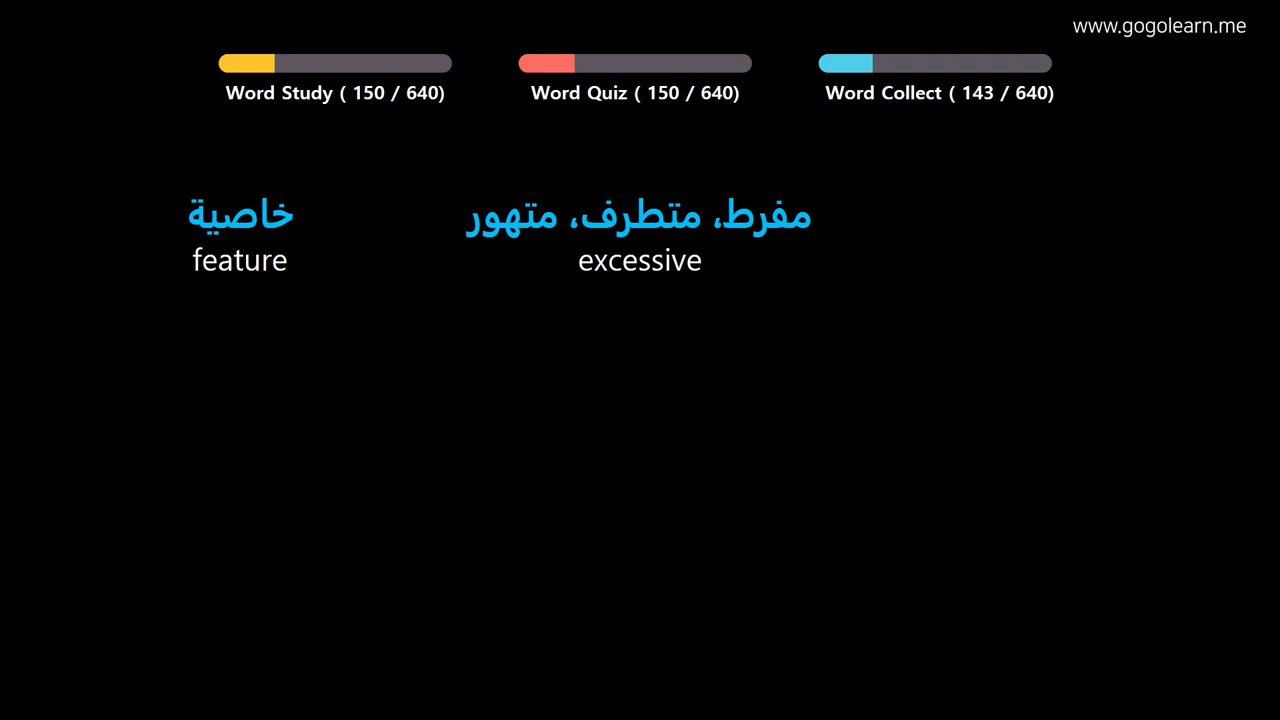 www.gogolearn.me
Word Study ( 150 / 640)
Word Quiz ( 150 / 640)
Word Collect ( 143 / 640)
خاصية
feature
مفرط، متطرف، متهور
excessive